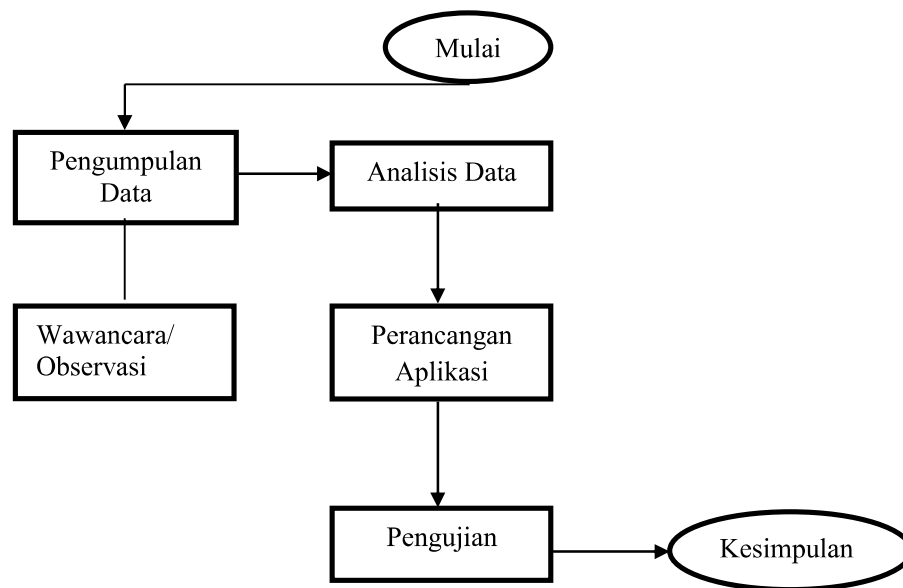 Mulai
Pengumpulan
Data
Analisis Data
Wawancara/
Observasi
Perancangan
Aplikasi
Pengujian
Kesimpulan